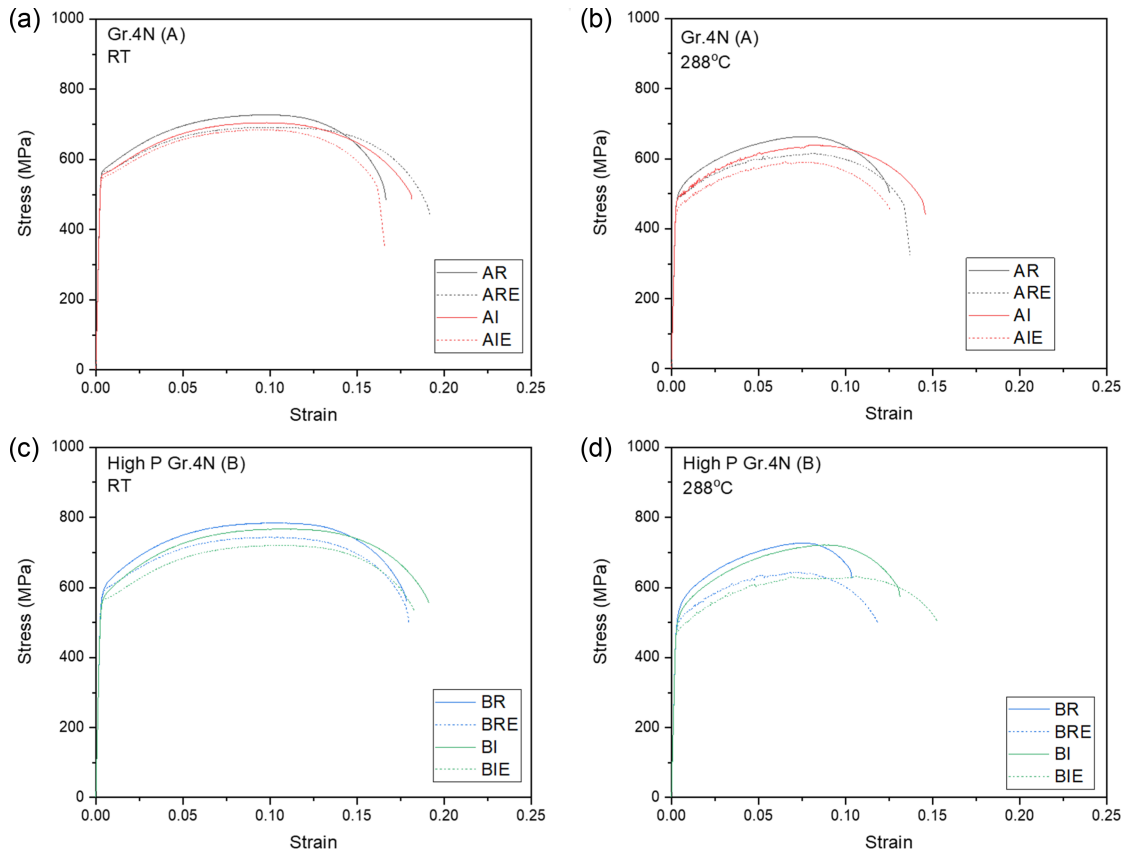 (a)
Gr.4N (A)
RT
1000
800
600
400
200
0
Stress (MPa)
0.00 0.05 0.10 0.15 0.20 0.25
Strain
AR
ARE
AI
AIE
(b)
Gr.4N (A)
288°C
1000
800
600
400
200
0
Stress (MPa)
0.00 0.05 0.10 0.15 0.20 0.25
Strain
AR
ARE
AI
AIE
(c)
High P Gr.4N (B)
RT
1000
800
600
400
200
0
Stress (MPa)
0.00 0.05 0.10 0.15 0.20 0.25
Strain
BR
BRE
BI
BIE
(d)
High P Gr.4N (B)
288°C
1000
800
600
400
200
0
Stress (MPa)
0.00 0.05 0.10 0.15 0.20 0.25
Strain
BR
BRE
BI
BIE